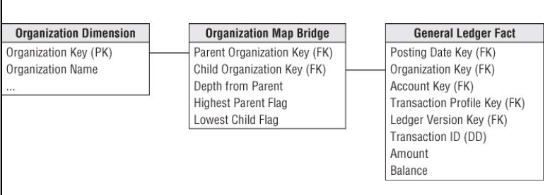 Organization Dimension
Organization Key (PK)
Organization Name
...
Organization Map Bridge
Parent Organization Key (FK)
Child Organization Key (FK)
Depth from Parent
Highest Parent Flag
Lowest Child Flag
General Ledger Fact
Posting Date Key (FK)
Organization Key (FK)
Account Key (FK)
Transaction Profile Key (FK)
Ledger Version Key (FK)
Transaction ID (DD)
Amount
Balance